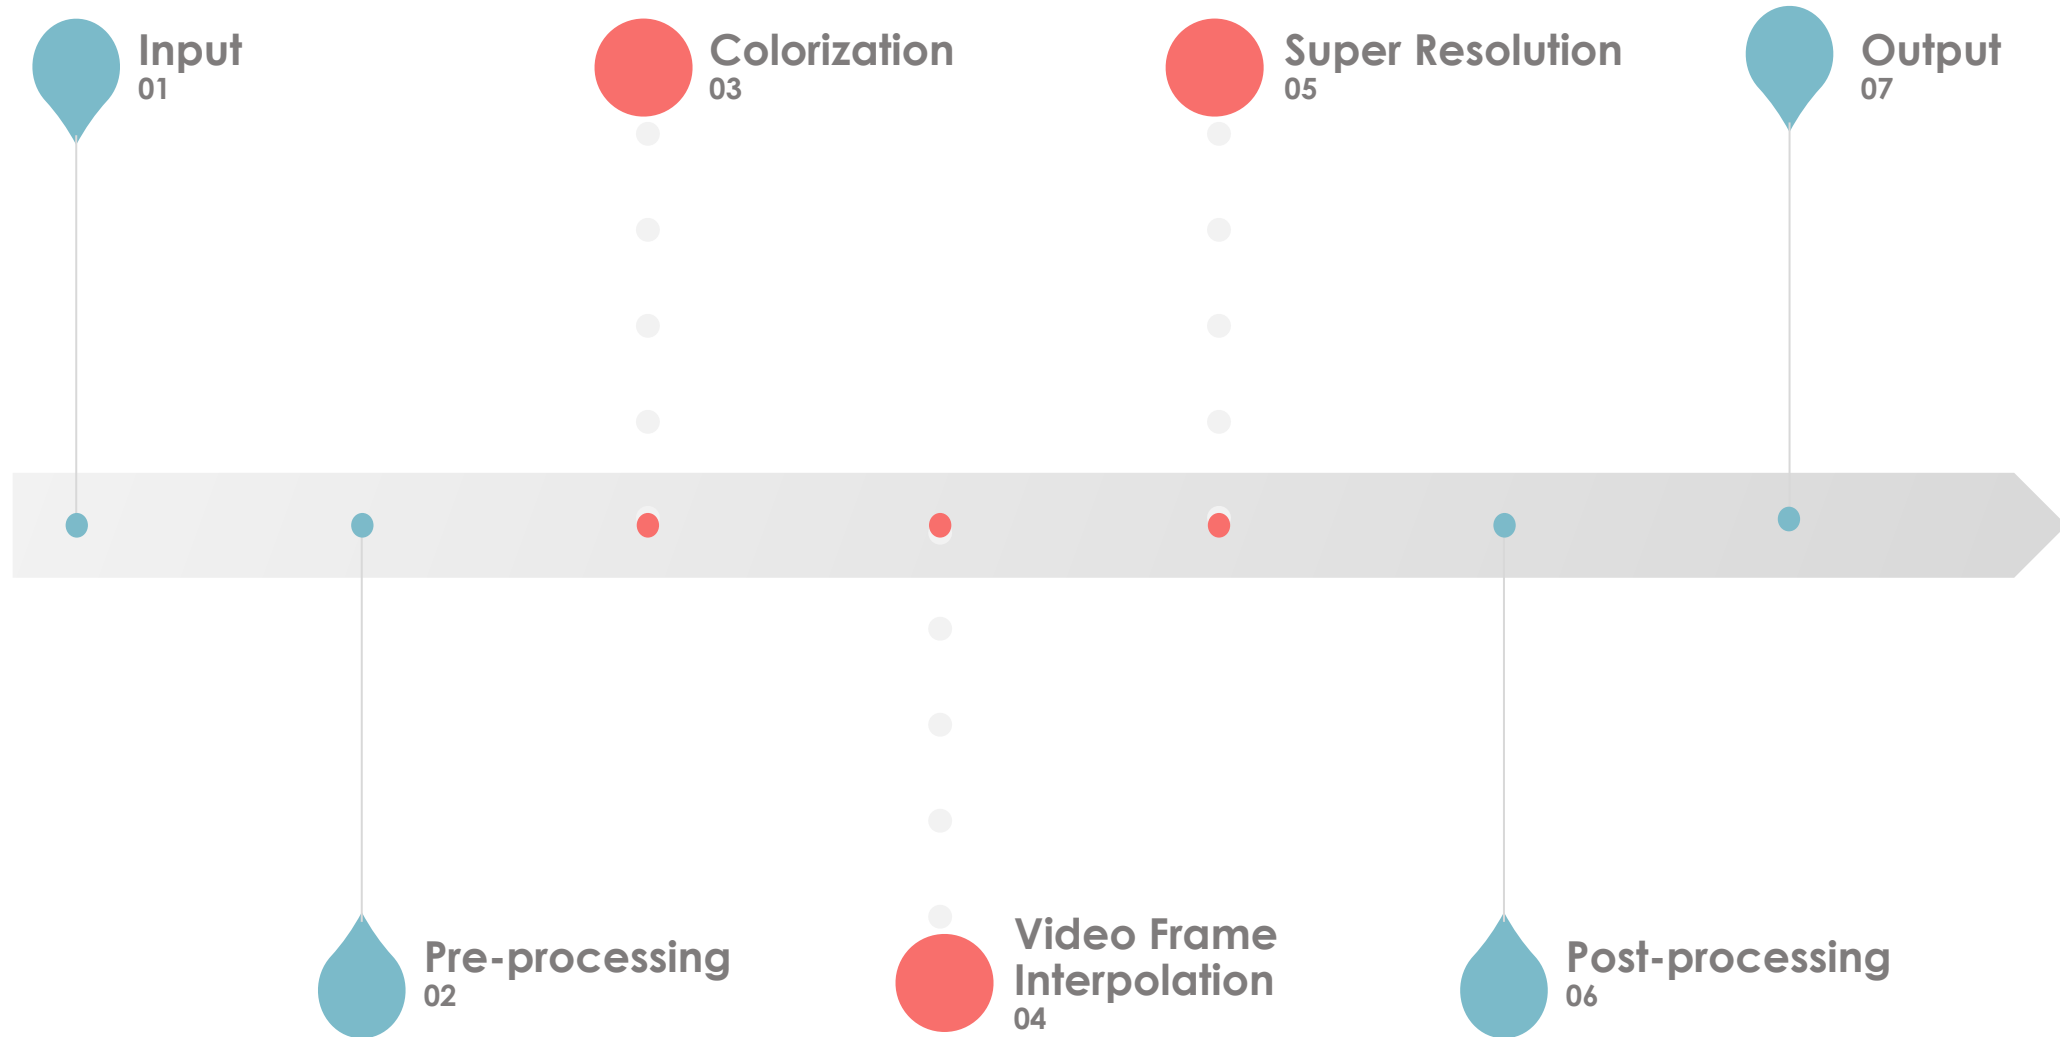 Input
01
Colorization
03
Super Resolution
05
Output
07
Pre-processing
02
Video Frame
Interpolation
04
Post-processing
06